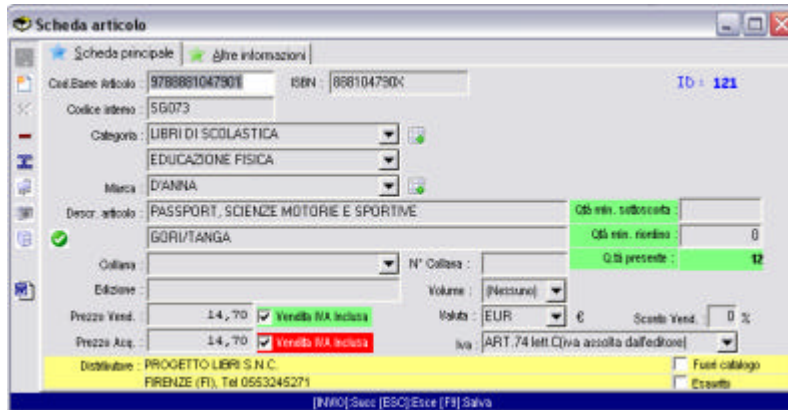 Scheda articolo
Scheda principale Altre informazioni
Cod.Barre Articolo : 9788881047901 ISBN : 888104790X ID : 121
Codice interno : SG073
Categoria : LIBRI DI SCOLASTICA
EDUCAZIONE FISICA
Marca : D'ANNA
Descr. articolo : PASSPORT, SCIENZE MOTORIE E SPORTIVE Qtà min. sottoscorta :
GORI/TANGA Qtà min. riordino : 0
Collana : N° Collana : Q.tà presente : 12
Edizione : Volume : (Nessuno)
Prezzo Vend. : 14,70 Vendita IVA Inclusa Valuta : EUR € Sconto Vend. : 0 %
Prezzo Acq. : 14,70 Vendita IVA Inclusa Iva : ART.74 lett.C(iva assolta dall'editore)
Distributore : PROGETTO LIBRI S.N.C. Fuori catalogo
FIRENZE (FI), Tel 0553245271 Esaurito
[INVIO]:Succ [ESC]:Esce [F9]:Salva